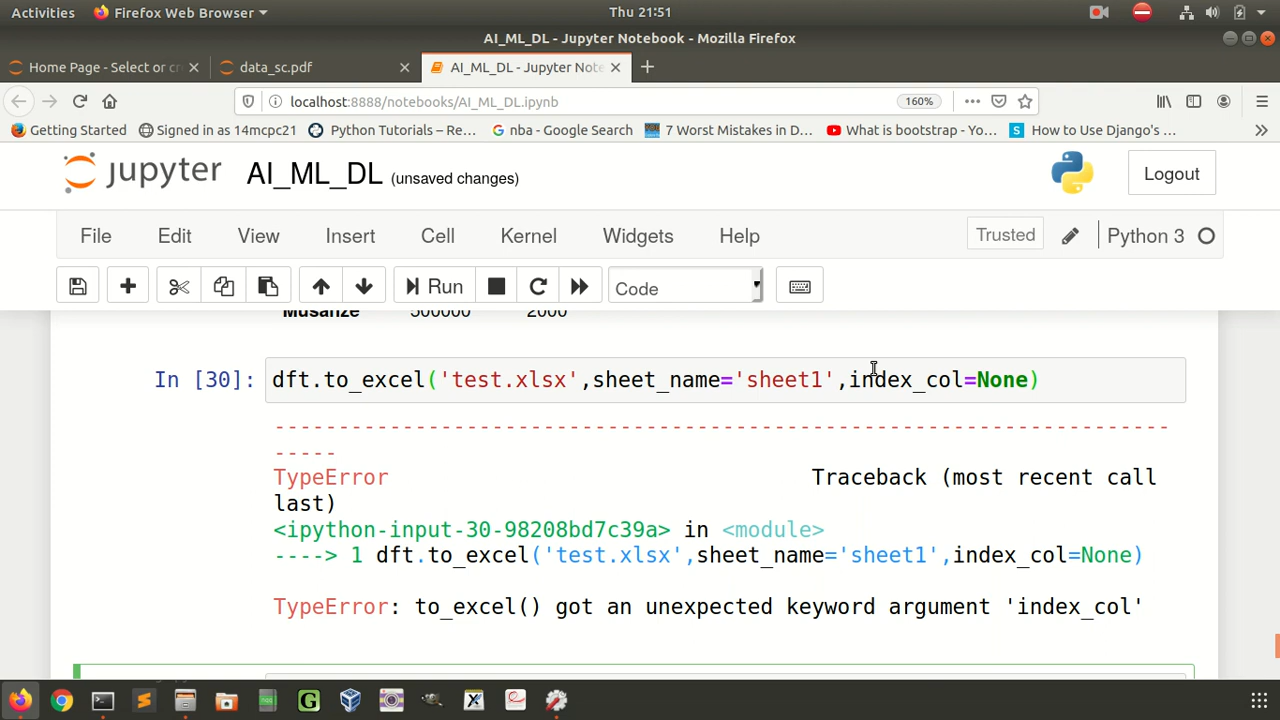 Activities Firefox Web Browser Thu 21:51
AI_ML_DL - Jupyter Notebook - Mozilla Firefox
Home Page - Select or cr data_sc.pdf AI_ML_DL - Jupyter Note
localhost:8888/notebooks/AI_ML_DL.ipynb 160%
Getting Started Signed in as 14mcpc21 Python Tutorials – Re... nba - Google Search 7 Worst Mistakes in D... What is bootstrap - Yo... How to Use Django's ...
jupyter AI_ML_DL (unsaved changes) Logout
File Edit View Insert Cell Kernel Widgets Help Trusted Python 3
Run Code
Musanze 500000 2000
In [30]: dft.to_excel('test.xlsx',sheet_name='sheet1',index_col=None)
---------------------------------------------------------------------------
TypeError Traceback (most recent call
last)
<ipython-input-30-98208bd7c39a> in <module>
----> 1 dft.to_excel('test.xlsx',sheet_name='sheet1',index_col=None)
TypeError: to_excel() got an unexpected keyword argument 'index_col'